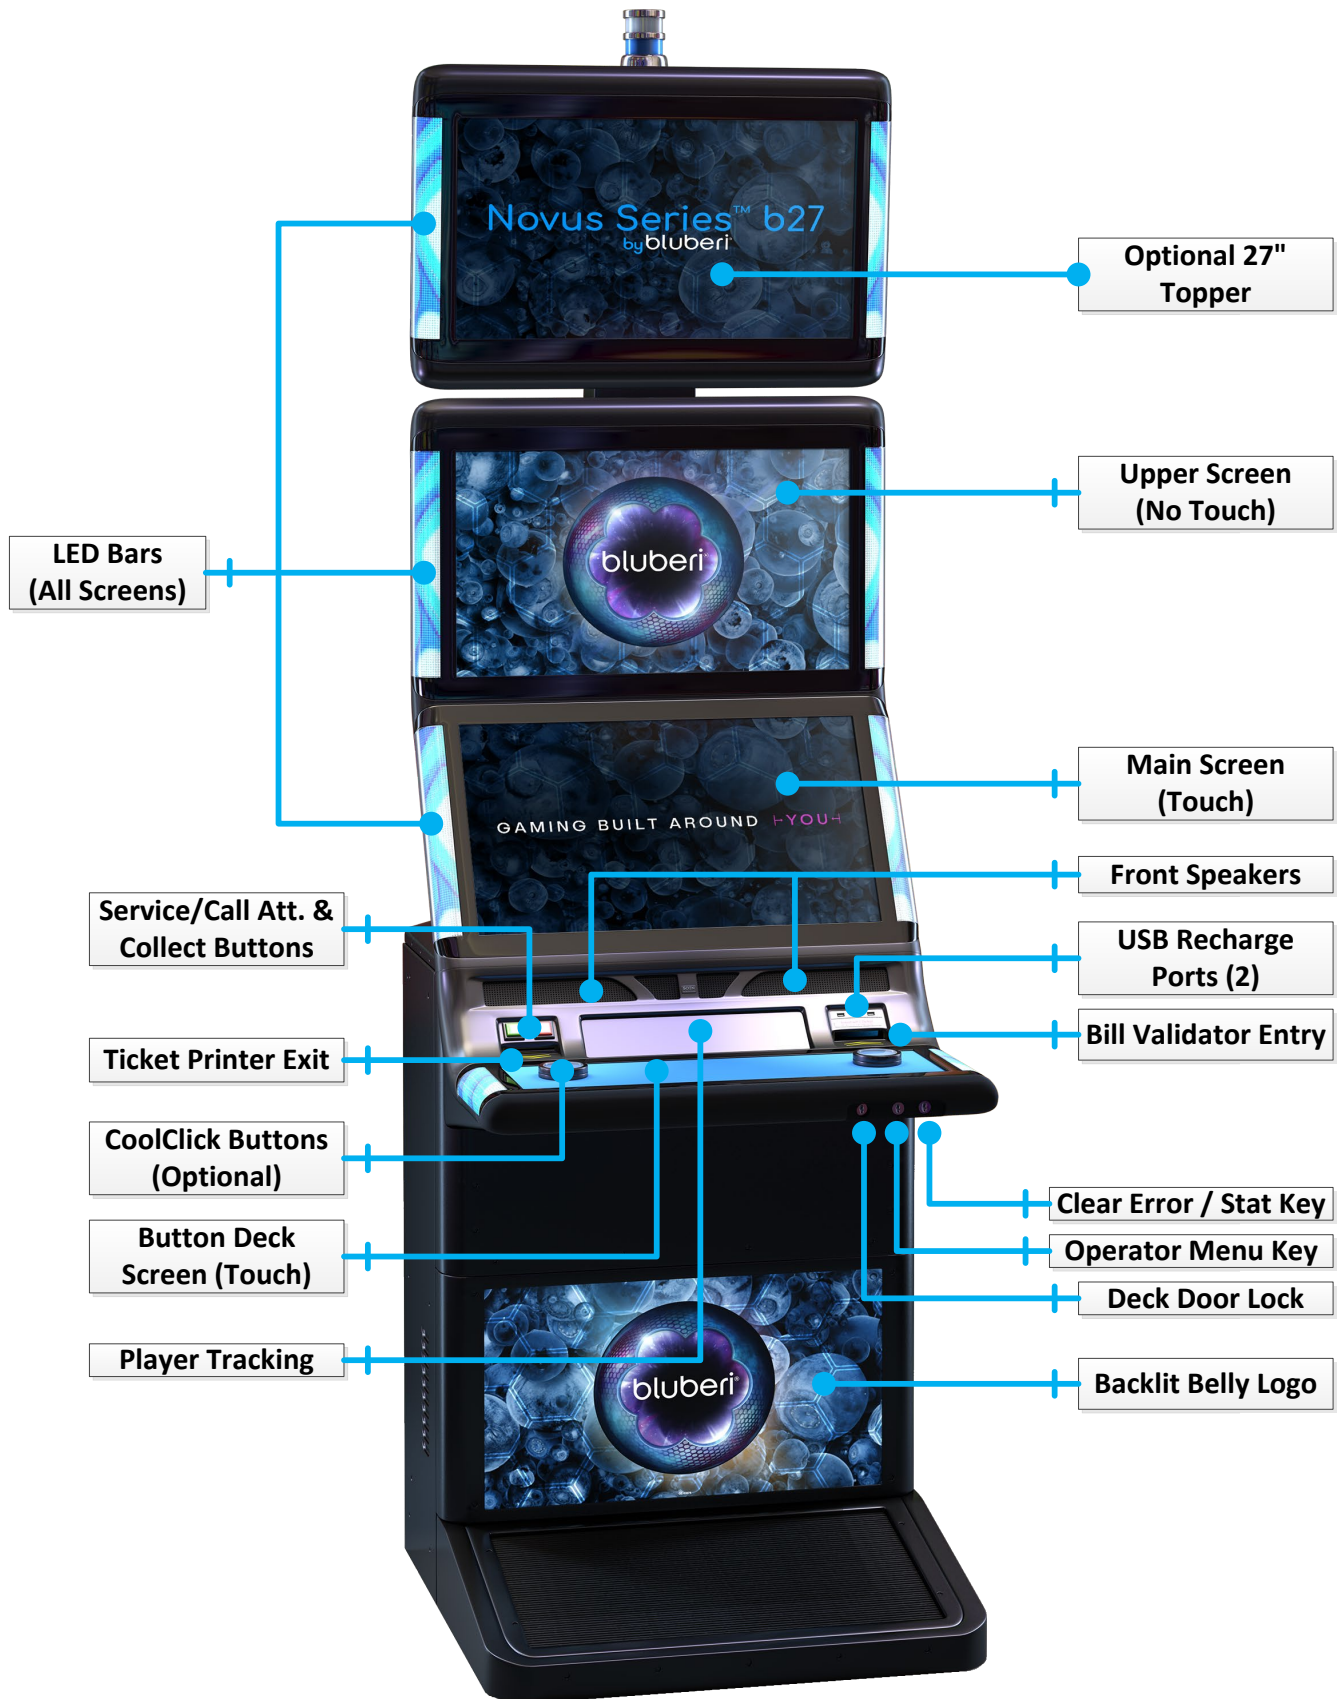 Novus Series™ b27
by bluberi
Optional 27"
Topper
Upper Screen
(No Touch)
bluberi
LED Bars
(All Screens)
Main Screen
(Touch)
GAMING BUILT AROUND ⊢YOU⊣
Front Speakers
Service/Call Att. &
Collect Buttons
USB Recharge
Ports (2)
Bill Validator Entry
Ticket Printer Exit
CoolClick Buttons
(Optional)
Clear Error / Stat Key
Button Deck
Screen (Touch)
Operator Menu Key
Deck Door Lock
Player Tracking
Backlit Belly Logo
bluberi®